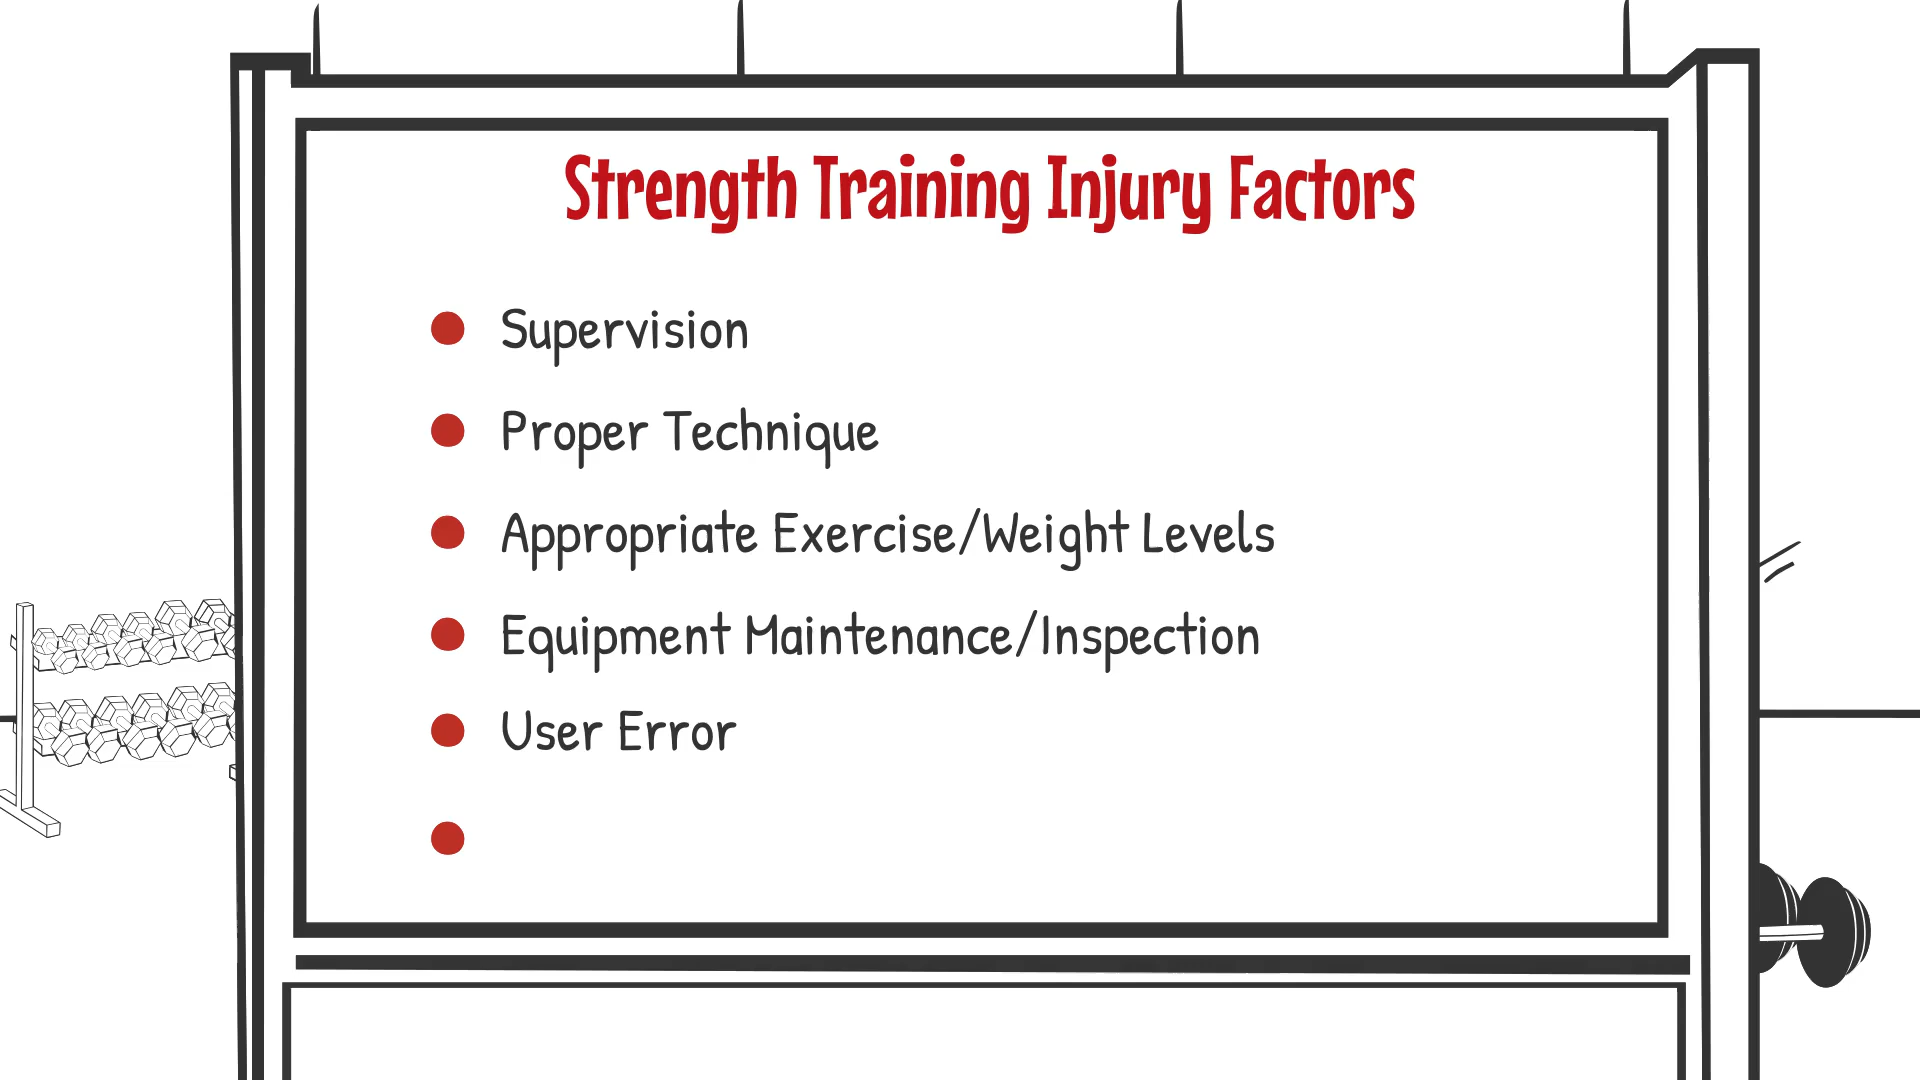 Strength Training Injury Factors
Supervision
Proper Technique
Appropriate Exercise/Weight Levels
Equipment Maintenance/Inspection
User Error